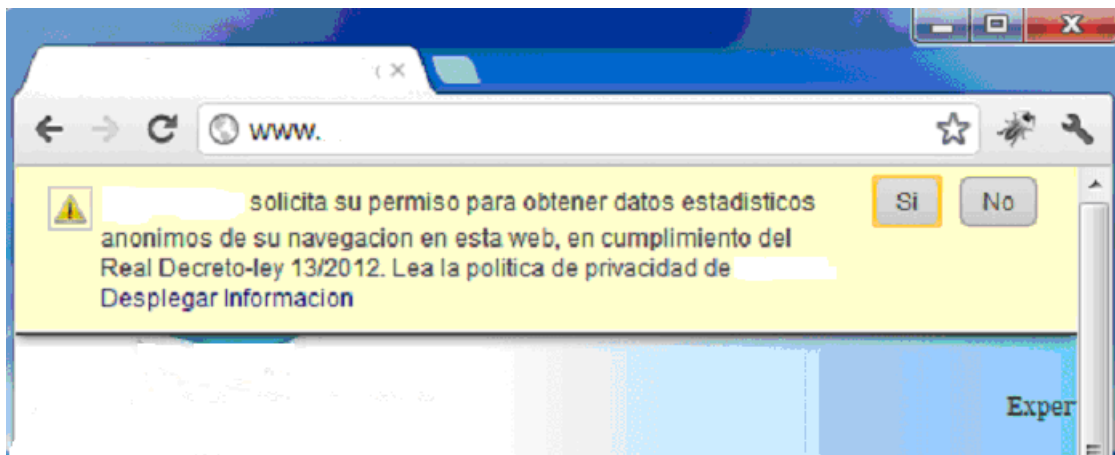 www.
solicita su permiso para obtener datos estadisticos
anonimos de su navegacion en esta web, en cumplimiento del
Real Decreto-ley 13/2012. Lea la politica de privacidad de
Desplegar Informacion
Si
No
Exper